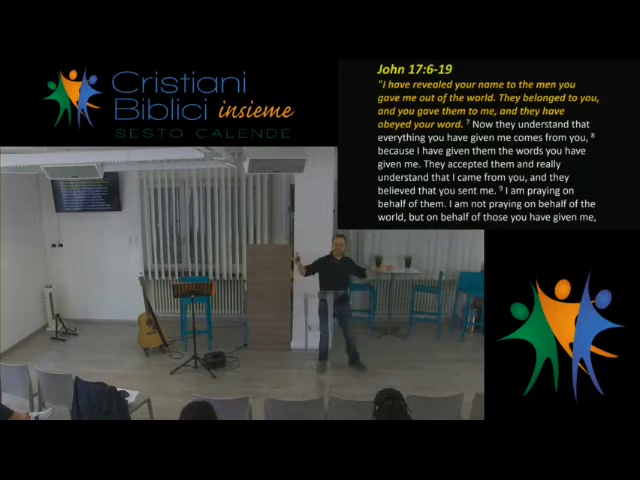 Cristiani
Biblici insieme
SESTO CALENDE
John 17:6-19
"I have revealed your name to the men you
gave me out of the world. They belonged to you,
and you gave them to me, and they have
obeyed your word. 7 Now they understand that
everything you have given me comes from you, 8
because I have given them the words you have
given me. They accepted them and really
understand that I came from you, and they
believed that you sent me. 9 I am praying on
behalf of them. I am not praying on behalf of the
world, but on behalf of those you have given me,